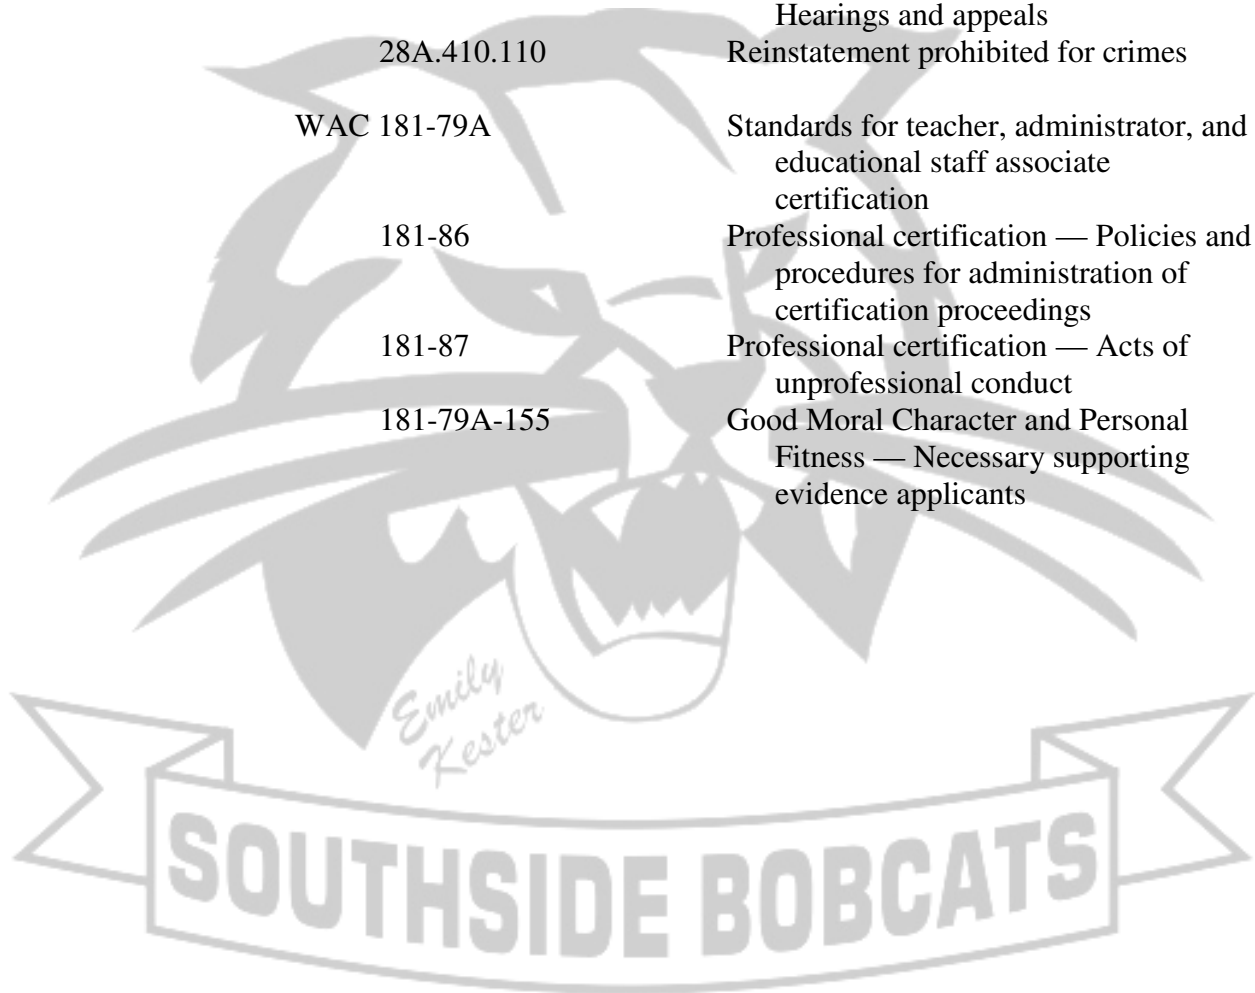 Hearings and appeals
28A.410.110 Reinstatement prohibited for crimes
WAC 181-79A Standards for teacher, administrator, and
educational staff associate
certification
181-86 Professional certification — Policies and
procedures for administration of
certification proceedings
181-87 Professional certification — Acts of
unprofessional conduct
181-79A-155 Good Moral Character and Personal
Fitness — Necessary supporting
evidence applicants
Emily
Kester
SOUTHSIDE BOBCATS